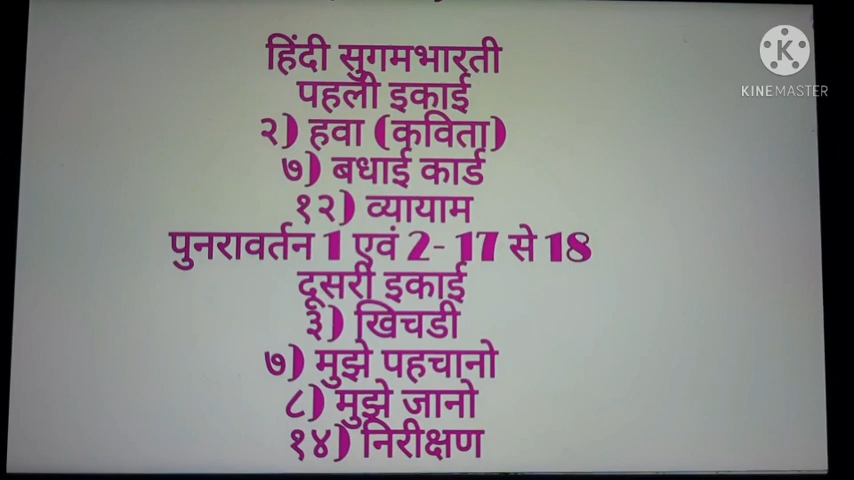 हिंदी सुगमभारती
पहली इकाई
२) हवा (कविता)
७) बधाई कार्ड
१२) व्यायाम
पुनरावर्तन 1 एवं 2- 17 से 18
दूसरी इकाई
३) खिचडी
७) मुझे पहचानो
८) मुझे जानो
१४) निरीक्षण
K
KINEMASTER